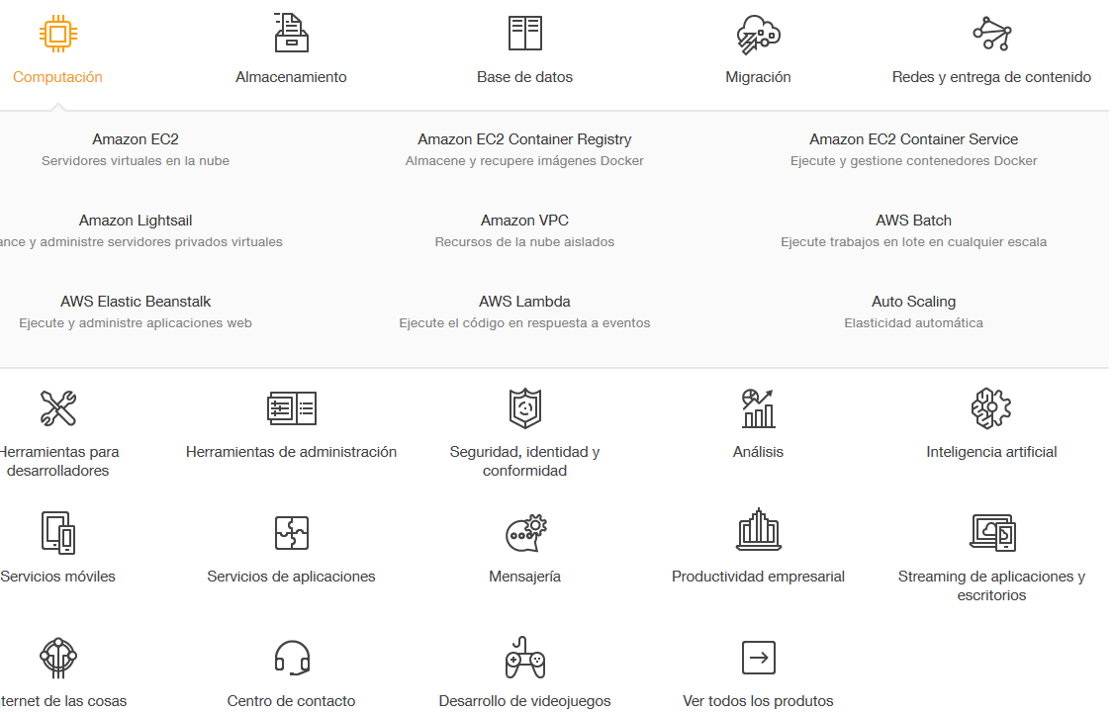 Computación
Almacenamiento
Base de datos
Migración
Redes y entrega de contenido
Amazon EC2
Servidores virtuales en la nube
Amazon EC2 Container Registry
Almacene y recupere imágenes Docker
Amazon EC2 Container Service
Ejecute y gestione contenedores Docker
Amazon Lightsail
ance y administre servidores privados virtuales
Amazon VPC
Recursos de la nube aislados
AWS Batch
Ejecute trabajos en lote en cualquier escala
AWS Elastic Beanstalk
Ejecute y administre aplicaciones web
AWS Lambda
Ejecute el código en respuesta a eventos
Auto Scaling
Elasticidad automática
Herramientas para
desarrolladores
Herramientas de administración
Seguridad, identidad y
conformidad
Análisis
Inteligencia artificial
Servicios móviles
Servicios de aplicaciones
Mensajería
Productividad empresarial
Streaming de aplicaciones y
escritorios
nternet de las cosas
Centro de contacto
Desarrollo de videojuegos
Ver todos los produtos